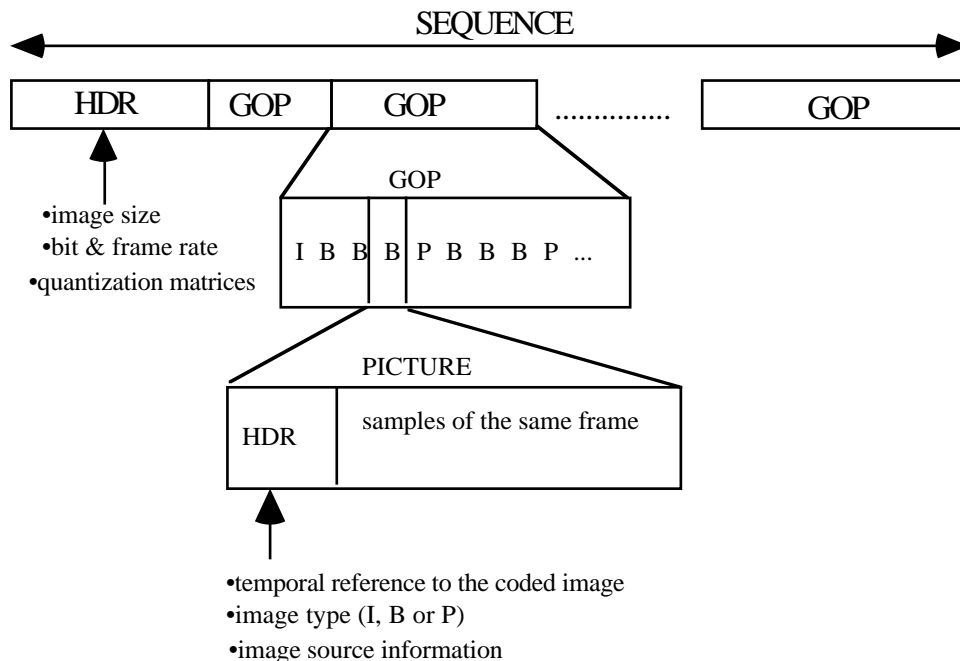 SEQUENCE
HDR GOP GOP ............... GOP
•image size
•bit & frame rate
•quantization matrices
GOP
I B B B P B B B P ...
PICTURE
HDR
samples of the same frame
•temporal reference to the coded image
•image type (I, B or P)
•image source information